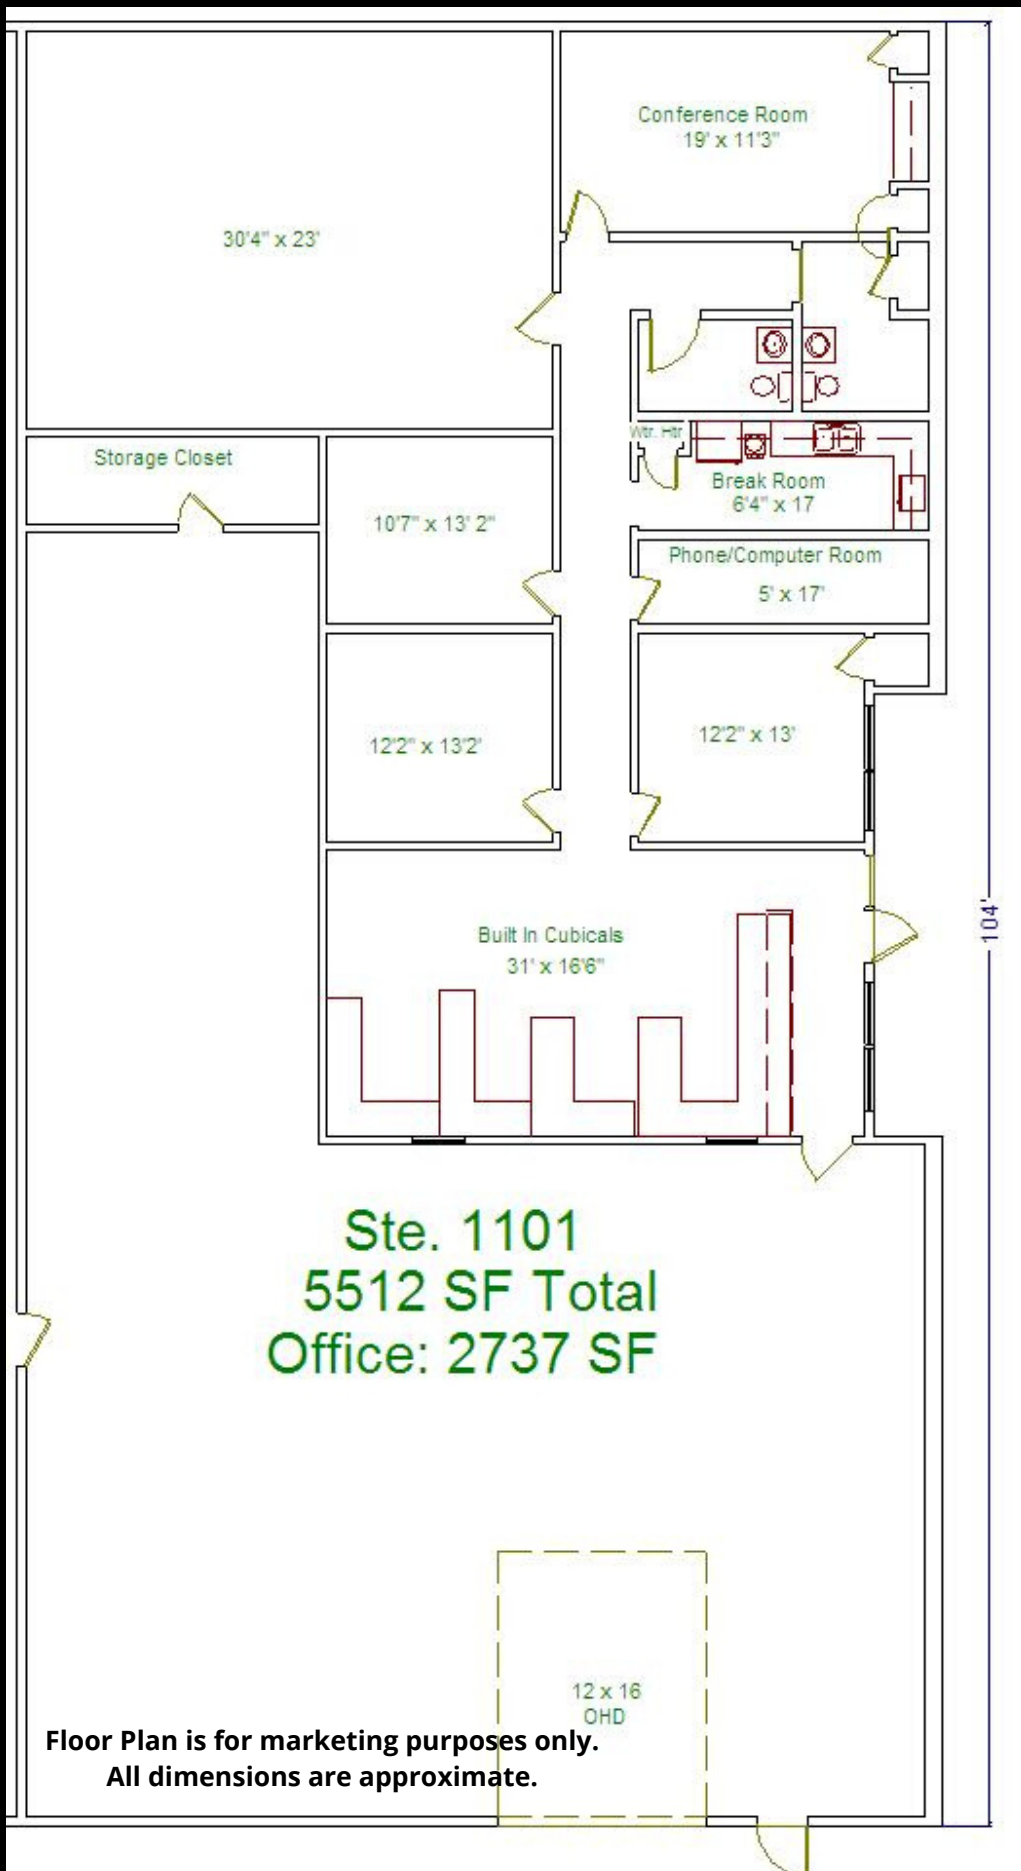 Conference Room
19' x 11'3"
30'4" x 23'
Wtr. Htr
Storage Closet
Break Room
6'4" x 17
10'7" x 13' 2"
Phone/Computer Room
5' x 17'
12'2" x 13'2'
12'2" x 13'
Built In Cubicals
31' x 16'6"
104'
Ste. 1101
5512 SF Total
Office: 2737 SF
12 x 16
OHD
Floor Plan is for marketing purposes only.
All dimensions are approximate.